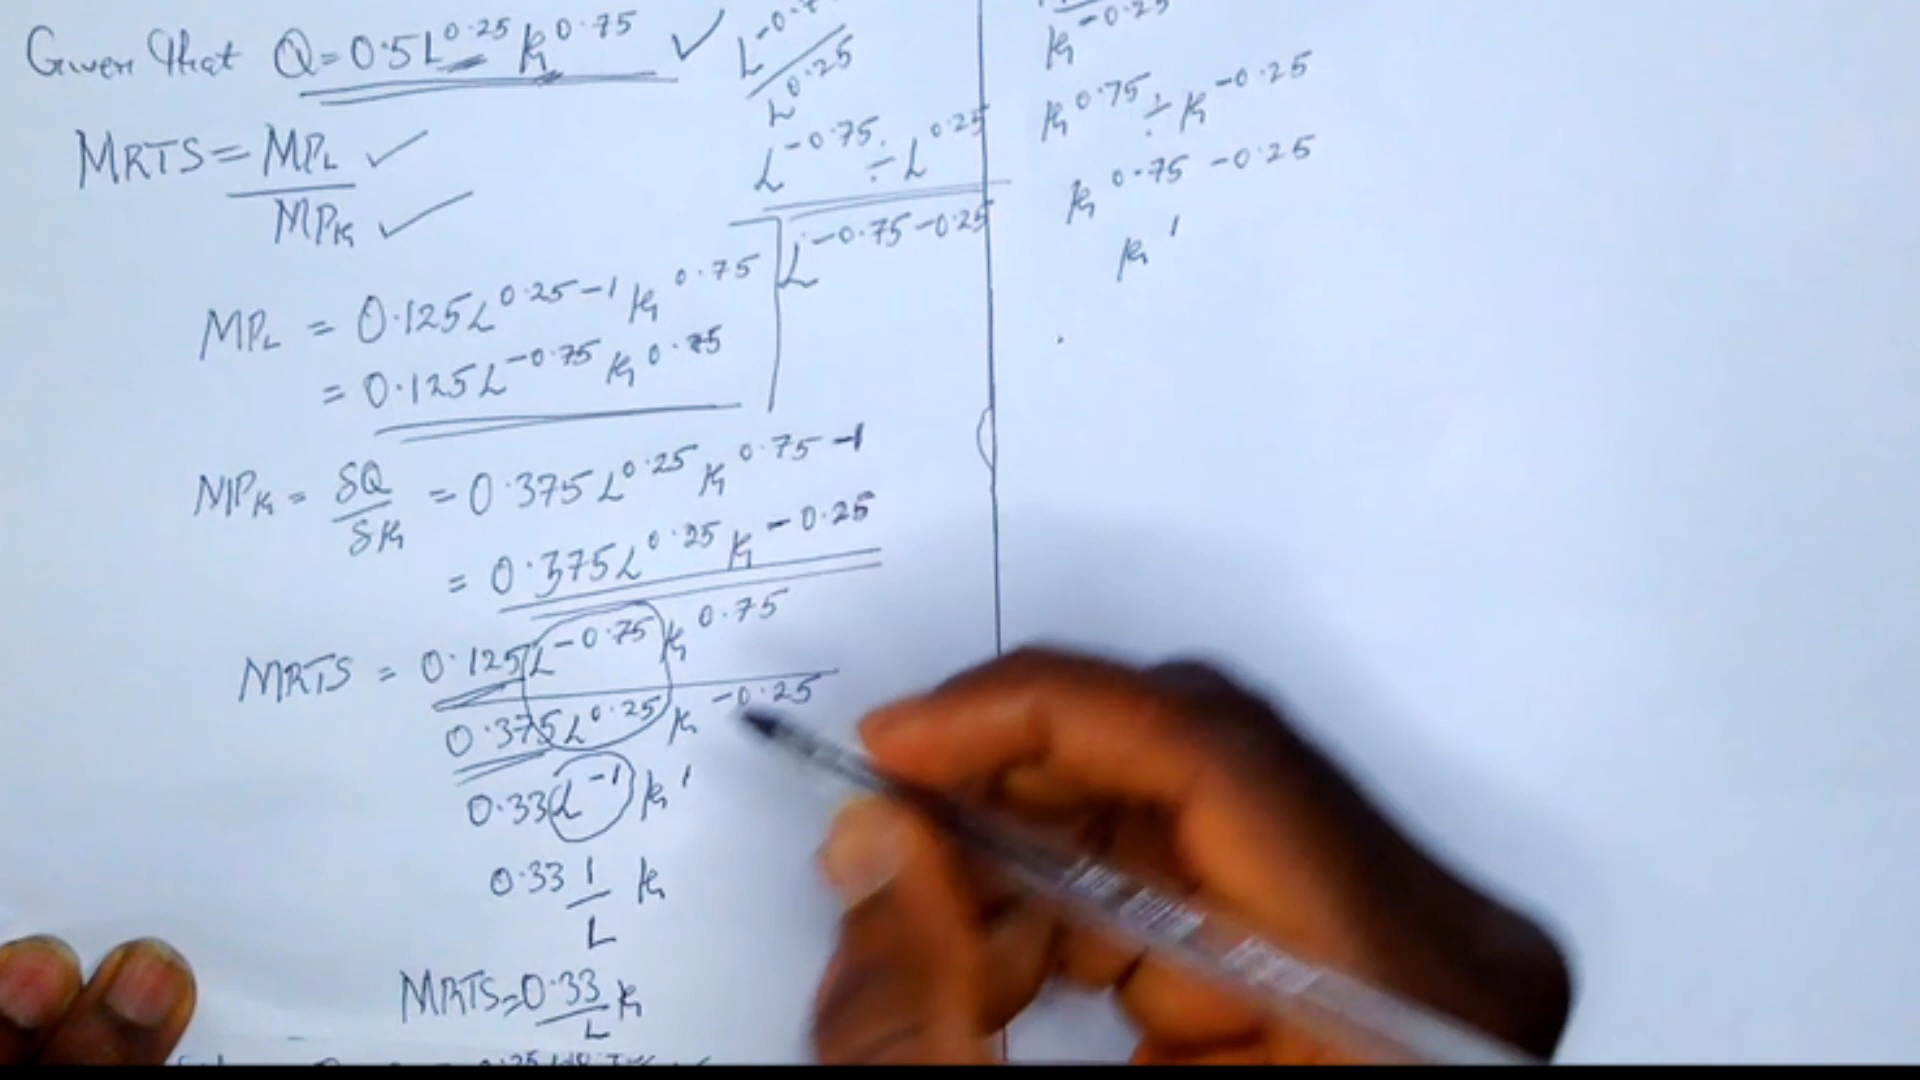 Given that Q=0.5L^0.25 K^0.75 ✓
MRTS = MPL ✓
MPK ✓
MPL = 0.125L^0.25-1 K^0.75
= 0.125L^-0.75 K^0.75
MPK = δQ = 0.375L^0.25 K^0.75-1
δK
= 0.375L^0.25 K^-0.25
MRTS = 0.125L^-0.75 K^0.75
0.375L^0.25 K^-0.25
0.33L^-1 K^1
0.33 1 K
L
MRTS=0.33 K
L
L^0.25
L^-0.75 ÷ L^0.25
L^-0.75-0.25
K^-0.25
K^0.75 ÷ K^-0.25
K^0.75 -0.25
K^1